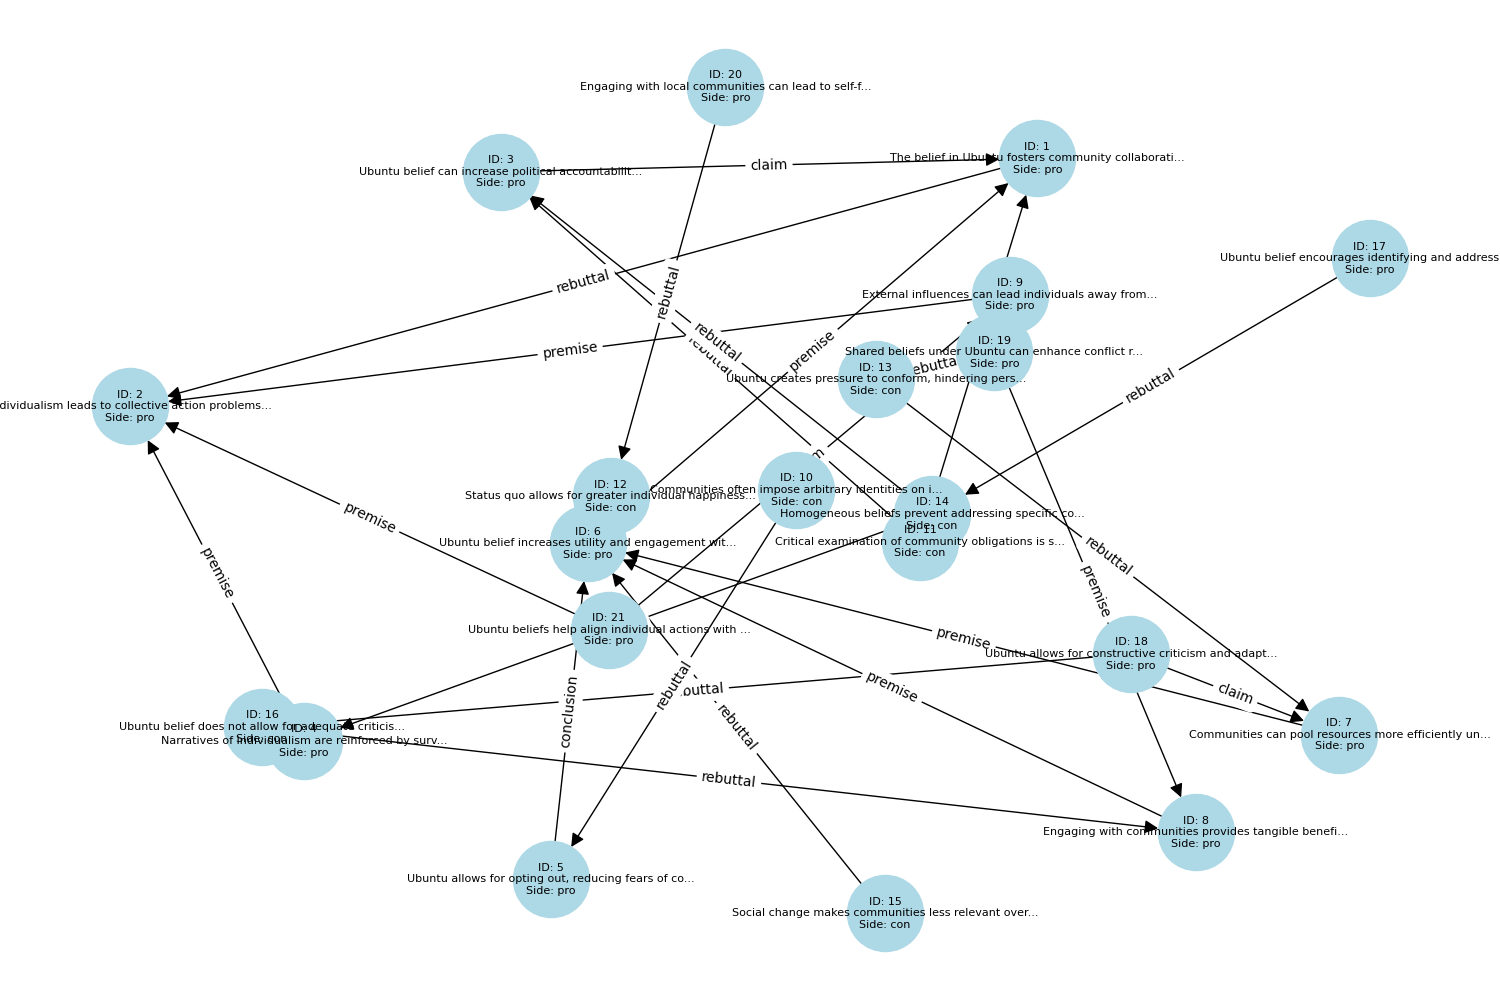 ID: 20
Engaging with local communities can lead to self-f...
Side: pro
ID: 3
Ubuntu belief can increase political accountabilit...
Side: pro
claim
ID: 1
The belief in Ubuntu fosters community collaborati...
Side: pro
ID: 17
Ubuntu belief encourages identifying and address
Side: pro
rebuttal
rebuttal
ID: 9
External influences can lead individuals away from...
Side: pro
rebuttal
rebuttal
premise
premise
ID: 19
Shared beliefs under Ubuntu can enhance conflict r...
Side: pro
rebuttal
ID: 13
Ubuntu creates pressure to conform, hindering pers...
Side: con
rebuttal
ID: 2
dividualism leads to collective action problems...
Side: pro
ID: 12
Status quo allows for greater individual happiness...
Side: con
ID: 10
Communities often impose arbitrary identities on i...
Side: con
ID: 14
Homogeneous beliefs prevent addressing specific co...
Side: con
premise
ID: 6
Ubuntu belief increases utility and engagement wit...
Side: pro
ID: 11
Critical examination of community obligations is s...
Side: con
rebuttal
premise
premise
ID: 21
Ubuntu beliefs help align individual actions with ...
Side: pro
premise
ID: 18
Ubuntu allows for constructive criticism and adapt...
Side: pro
rebuttal
buttal
premise
claim
conclusion
rebuttal
ID: 16
Ubuntu belief does not allow for adequate criticis...
Side: con
ID: 4
Narratives of individualism are reinforced by surv...
Side: pro
ID: 7
Communities can pool resources more efficiently un...
Side: pro
rebuttal
ID: 8
Engaging with communities provides tangible benefi...
Side: pro
ID: 5
Ubuntu allows for opting out, reducing fears of co...
Side: pro
ID: 15
Social change makes communities less relevant over...
Side: con